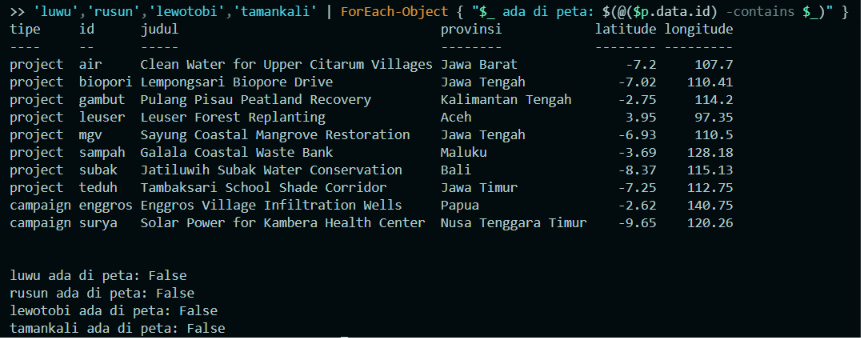 >> 'luwu','rusun','lewotobi','tamankali' | ForEach-Object { "$_ ada di peta: $(@($p.data.id) -contains $_)" }
tipe     id      judul                                 provinsi            latitude longitude
----     --      -----                                 --------            -------- ---------
project  air     Clean Water for Upper Citarum Villages Jawa Barat             -7.2     107.7
project  biopori Lempongsari Biopore Drive             Jawa Tengah            -7.02    110.41
project  gambut  Pulang Pisau Peatland Recovery        Kalimantan Tengah      -2.75     114.2
project  leuser  Leuser Forest Replanting              Aceh                    3.95     97.35
project  mgv     Sayung Coastal Mangrove Restoration   Jawa Tengah            -6.93     110.5
project  sampah  Galala Coastal Waste Bank             Maluku                 -3.69    128.18
project  subak   Jatiluwih Subak Water Conservation    Bali                   -8.37    115.13
project  teduh   Tambaksari School Shade Corridor      Jawa Timur             -7.25    112.75
campaign enggros Enggros Village Infiltration Wells    Papua                  -2.62    140.75
campaign surya   Solar Power for Kambera Health Center Nusa Tenggara Timur    -9.65    120.26
luwu ada di peta: False
rusun ada di peta: False
lewotobi ada di peta: False
tamankali ada di peta: False